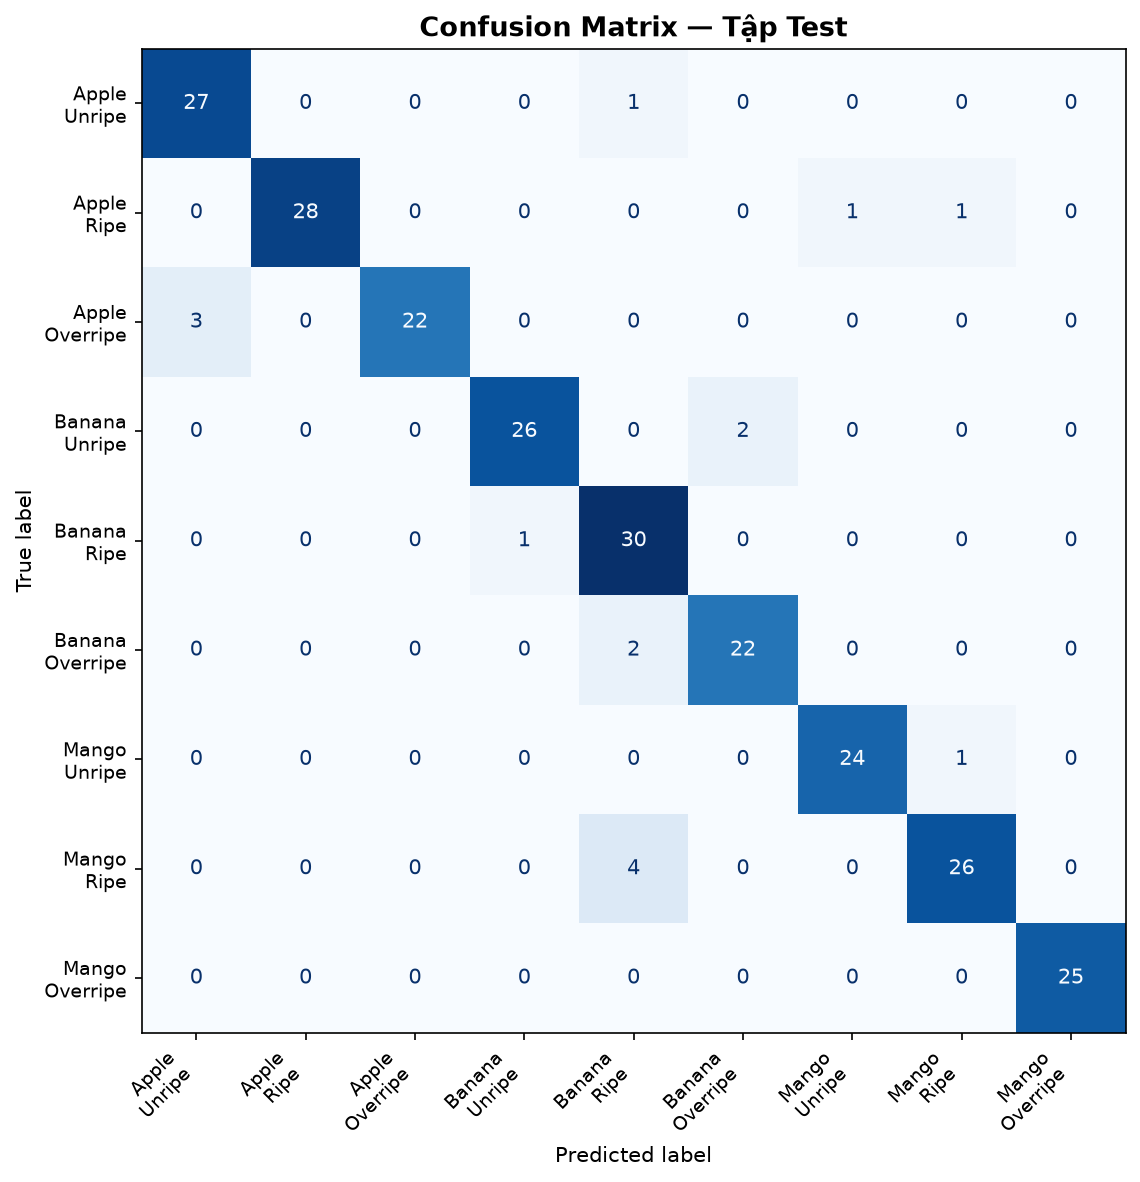 Confusion Matrix — Tập Test
True label
Apple
Unripe
27 0 0 0 1 0 0 0 0
Apple
Ripe
0 28 0 0 0 0 1 1 0
Apple
Overripe
3 0 22 0 0 0 0 0 0
Banana
Unripe
0 0 0 26 0 2 0 0 0
Banana
Ripe
0 0 0 1 30 0 0 0 0
Banana
Overripe
0 0 0 0 2 22 0 0 0
Mango
Unripe
0 0 0 0 0 0 24 1 0
Mango
Ripe
0 0 0 0 4 0 0 26 0
Mango
Overripe
0 0 0 0 0 0 0 0 25
Apple
Unripe
Apple
Ripe
Apple
Overripe
Banana
Unripe
Banana
Ripe
Banana
Overripe
Mango
Unripe
Mango
Ripe
Mango
Overripe
Predicted label